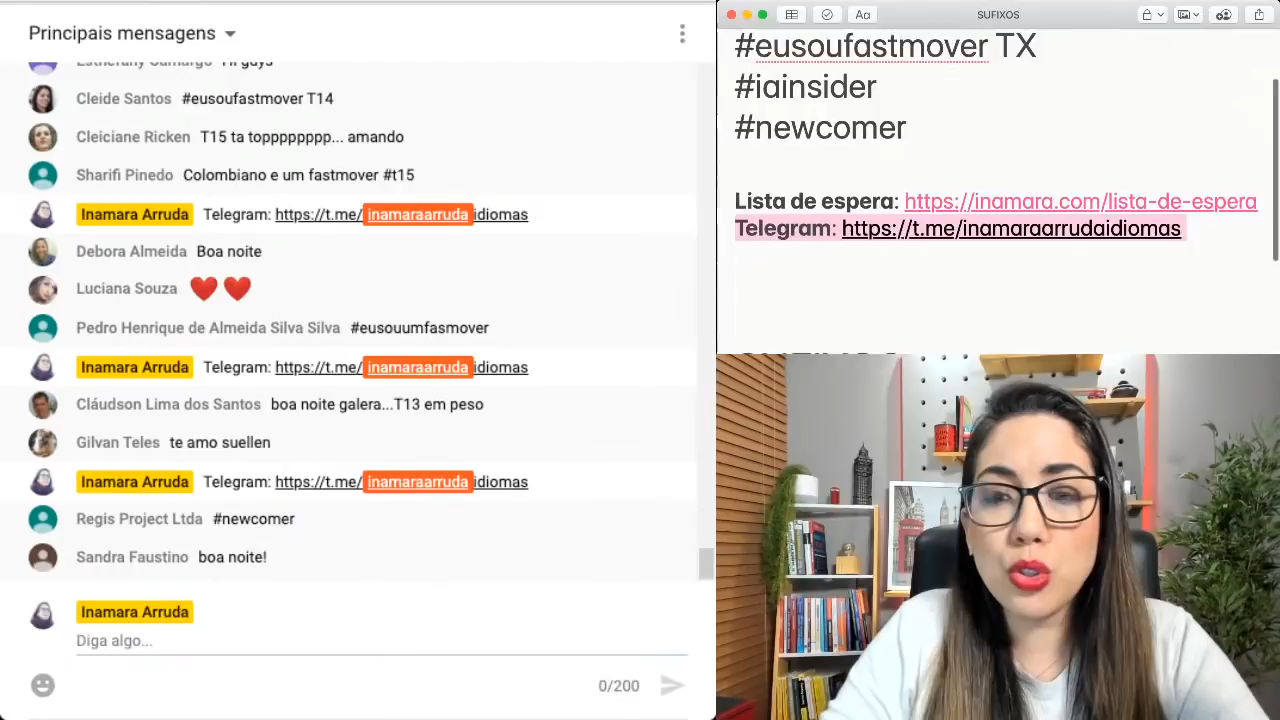 Principais mensagens
Cleide Santos #eusoufastmover T14
Cleiciane Ricken T15 ta topppppppp... amando
Sharifi Pinedo Colombiano e um fastmover #t15
Inamara Arruda Telegram: https://t.me/inamaraarrudaidiomas
Debora Almeida Boa noite
Luciana Souza ❤️ ❤️
Pedro Henrique de Almeida Silva Silva #eusouumfasmover
Inamara Arruda Telegram: https://t.me/inamaraarrudaidiomas
Cláudson Lima dos Santos boa noite galera...T13 em peso
Gilvan Teles te amo suellen
Inamara Arruda Telegram: https://t.me/inamaraarrudaidiomas
Regis Project Ltda #newcomer
Sandra Faustino boa noite!
Inamara Arruda
Diga algo...
0/200
Aa
SUFIXOS
#eusoufastmover TX
#iainsider
#newcomer
Lista de espera: https://inamara.com/lista-de-espera
Telegram: https://t.me/inamaraarrudaidiomas